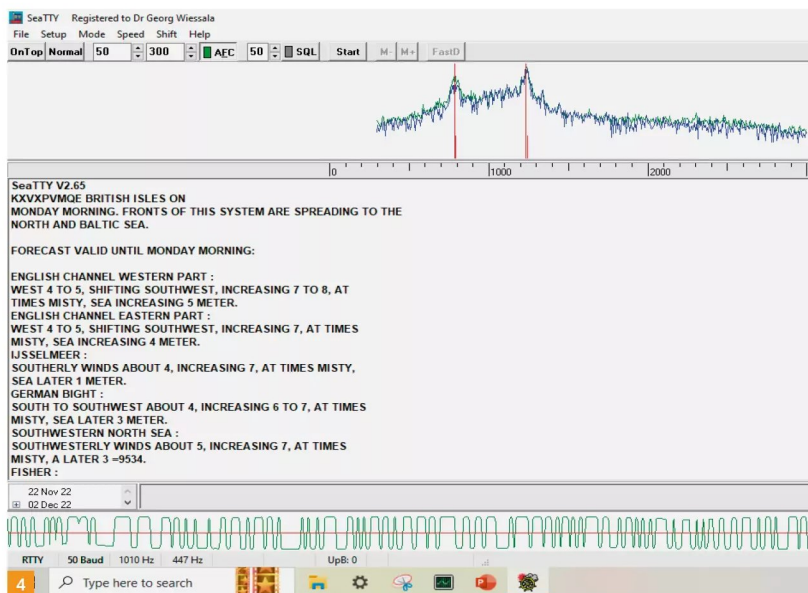 SeaTTY Registered to Dr Georg Wiessala
File Setup Mode Speed Shift Help
OnTop Normal 50 300 AFC 50 SQL Start M- M+ FastD
0 1000 2000
SeaTTY V2.65
KXVXPVMQE BRITISH ISLES ON
MONDAY MORNING. FRONTS OF THIS SYSTEM ARE SPREADING TO THE
NORTH AND BALTIC SEA.
FORECAST VALID UNTIL MONDAY MORNING:
ENGLISH CHANNEL WESTERN PART :
WEST 4 TO 5, SHIFTING SOUTHWEST, INCREASING 7 TO 8, AT
TIMES MISTY, SEA INCREASING 5 METER.
ENGLISH CHANNEL EASTERN PART :
WEST 4 TO 5, SHIFTING SOUTHWEST, INCREASING 7, AT TIMES
MISTY, SEA INCREASING 4 METER.
IJSSELMEER :
SOUTHERLY WINDS ABOUT 4, INCREASING 7, AT TIMES MISTY,
SEA LATER 1 METER.
GERMAN BIGHT :
SOUTH TO SOUTHWEST ABOUT 4, INCREASING 6 TO 7, AT TIMES
MISTY, SEA LATER 3 METER.
SOUTHWESTERN NORTH SEA :
SOUTHWESTERLY WINDS ABOUT 5, INCREASING 7, AT TIMES
MISTY, A LATER 3 =9534.
FISHER :
22 Nov 22
02 Dec 22
RTTY 50 Baud 1010 Hz 447 Hz UpB: 0
4 Type here to search